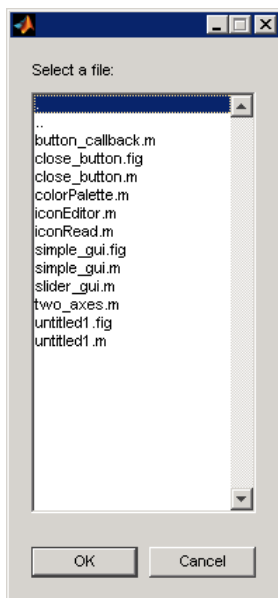 Select a file:
.
..
button_callback.m
close_button.fig
close_button.m
colorPalette.m
iconEditor.m
iconRead.m
simple_gui.fig
simple_gui.m
slider_gui.m
two_axes.m
untitled1.fig
untitled1.m
OK Cancel